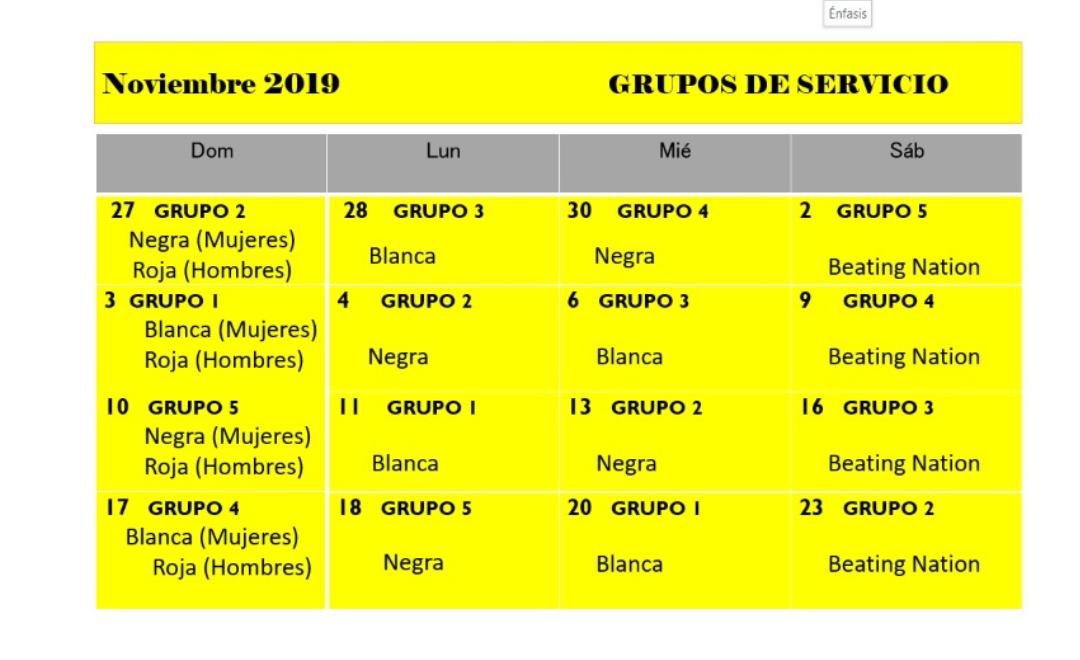 Énfasis
Noviembre 2019 GRUPOS DE SERVICIO
Dom Lun Mié Sáb
27 GRUPO 2 28 GRUPO 3 30 GRUPO 4 2 GRUPO 5
Negra (Mujeres) Blanca Negra
Roja (Hombres) Beating Nation
3 GRUPO 1 4 GRUPO 2 6 GRUPO 3 9 GRUPO 4
Blanca (Mujeres)
Roja (Hombres) Negra Blanca Beating Nation
10 GRUPO 5 11 GRUPO 1 13 GRUPO 2 16 GRUPO 3
Negra (Mujeres)
Roja (Hombres) Blanca Negra Beating Nation
17 GRUPO 4 18 GRUPO 5 20 GRUPO 1 23 GRUPO 2
Blanca (Mujeres)
Roja (Hombres) Negra Blanca Beating Nation